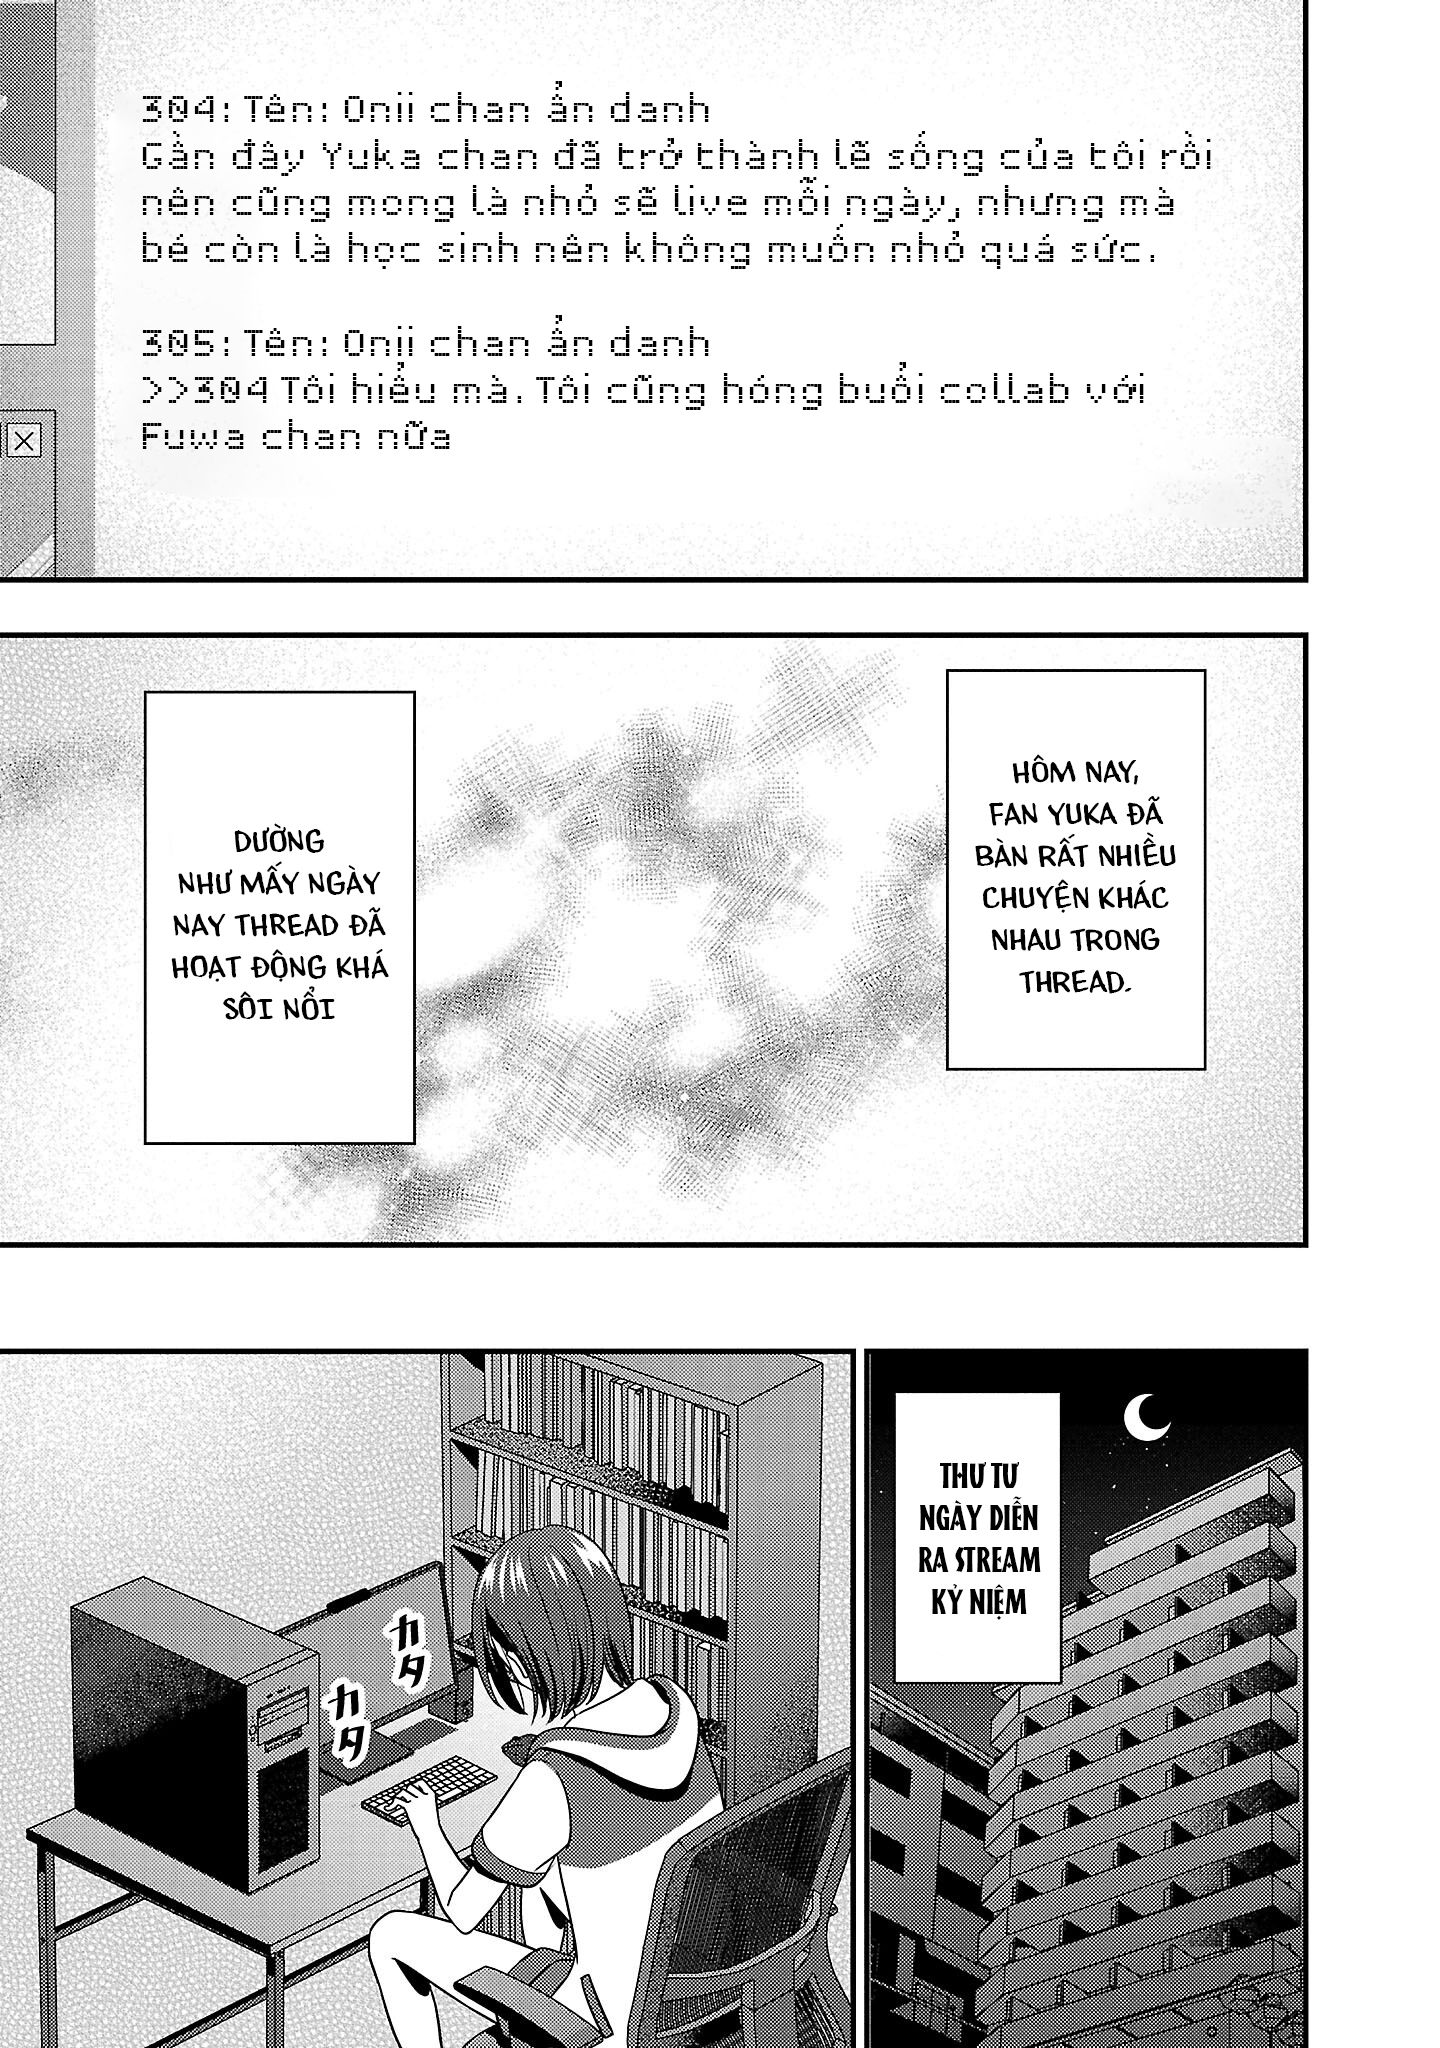 304: Tên: Onii chan ẩn danh
Gần đây Yuka chan đã trở thành lẽ sống của tôi rồi
nên cũng mong là nhỏ sẽ live mỗi ngày, nhưng mà
bé còn là học sinh nên không muốn nhỏ quá sức.
305: Tên: Onii chan ẩn danh
>>304 Tôi hiểu mà. Tôi cũng hóng buổi collab với
Fuwa chan nữa
HÔM NAY,
FAN YUKA ĐÃ
BÀN RẤT NHIỀU
CHUYỆN KHÁC
NHAU TRONG
THREAD.
DƯỜNG
NHƯ MẤY NGÀY
NAY THREAD ĐÃ
HOẠT ĐỘNG KHÁ
SÔI NỔI
THƯ TƯ
NGÀY DIỄN
RA STREAM
KỶ NIỆM
カタ
カタ